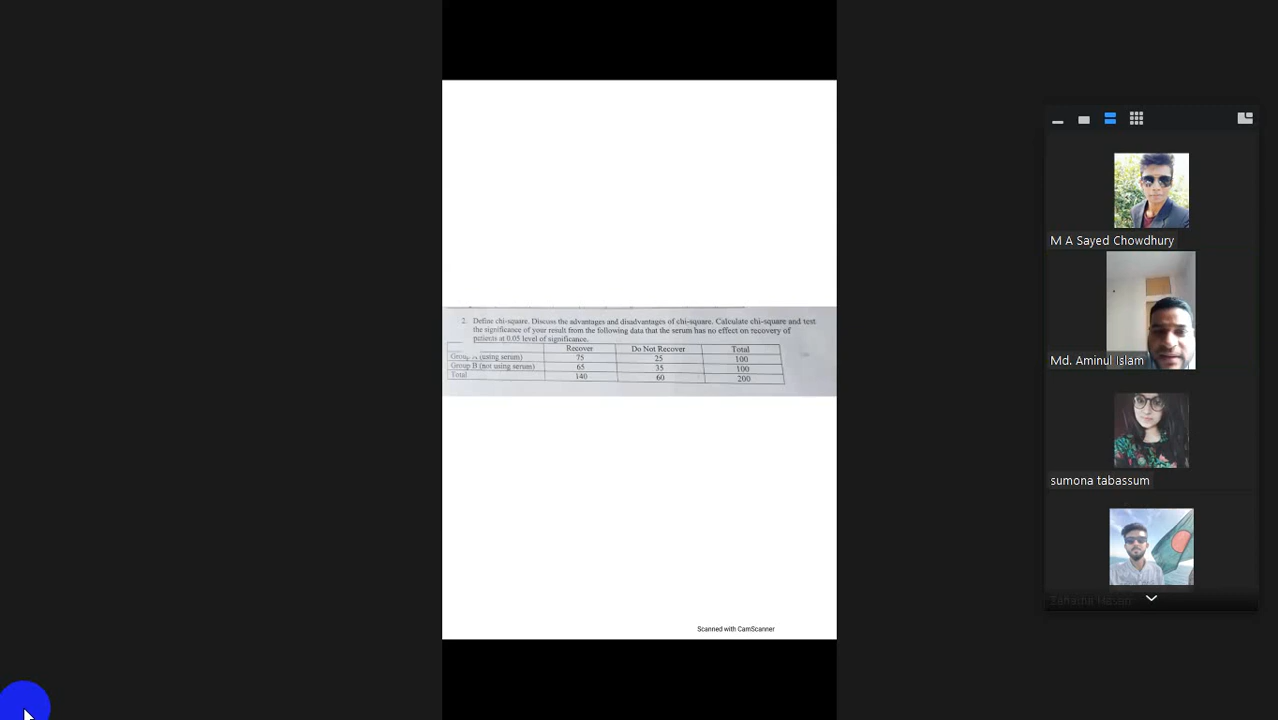 2. Define chi-square. Discuss the advantages and disadvantages of chi-square. Calculate chi-square and test
the significance of your result from the following data that the serum has no effect on recovery of
patients at 0.05 level of significance.
Recover Do Not Recover Total
Group A (using serum) 75 25 100
Group B (not using serum) 65 35 100
Total 140 60 200
Scanned with CamScanner
M A Sayed Chowdhury
Md. Aminul Islam
sumona tabassum